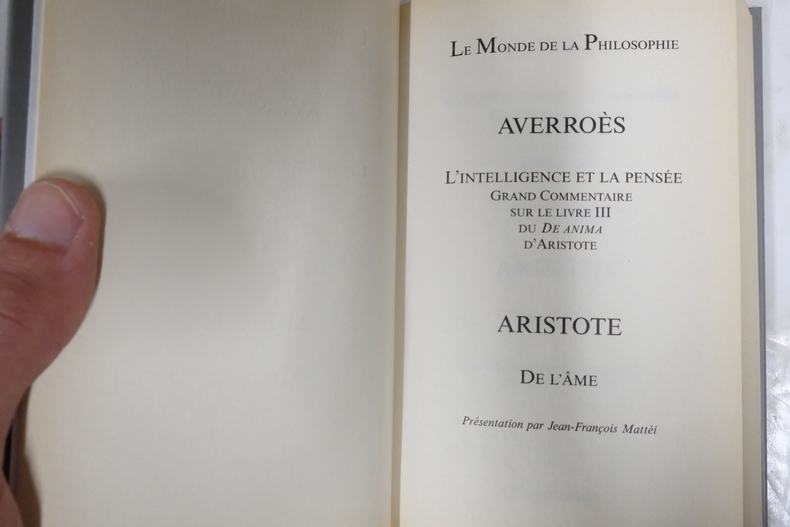 Le Monde de la Philosophie
AVERROÈS
L'intelligence et la pensée
Grand Commentaire
sur le livre III
du De anima
d'Aristote
ARISTOTE
De l'âme
Présentation par Jean-François Mattéi